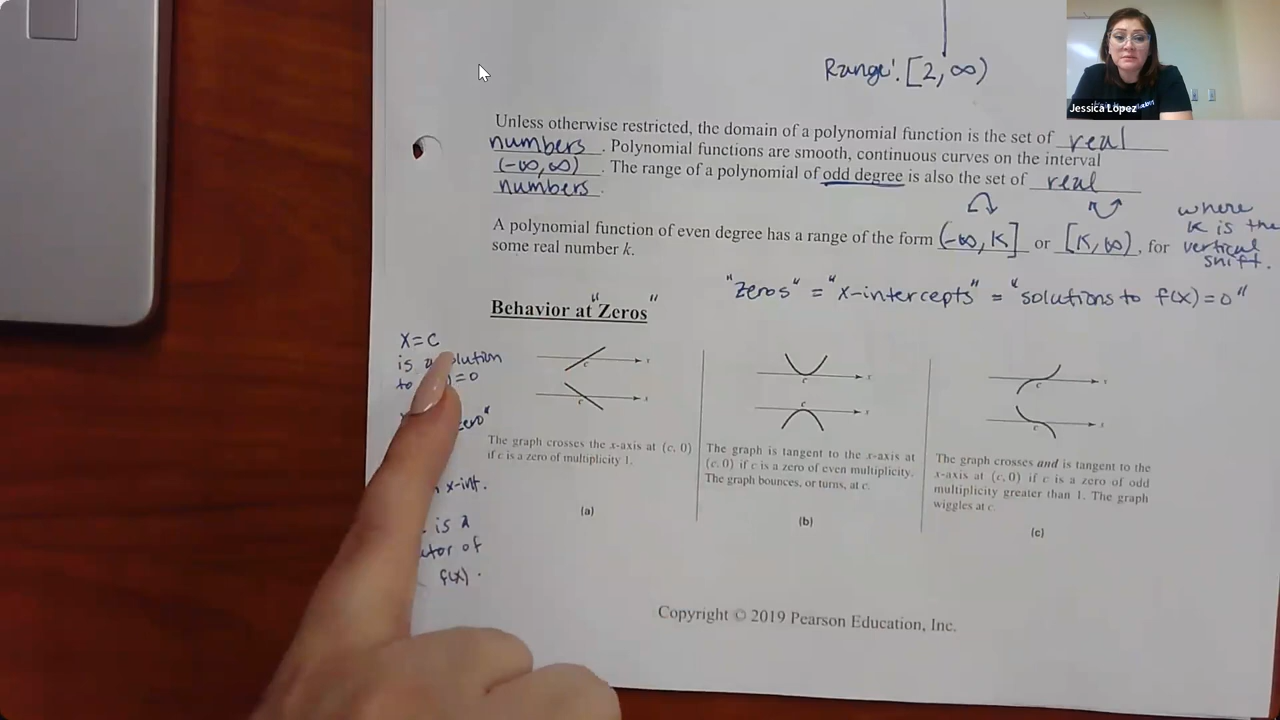 Range: [2, ∞)
Jessica Lopez
Unless otherwise restricted, the domain of a polynomial function is the set of real
numbers. Polynomial functions are smooth, continuous curves on the interval
(-∞, ∞). The range of a polynomial of odd degree is also the set of real
numbers.
A polynomial function of even degree has a range of the form (-∞, K] or [K, ∞), for
some real number k.
where
K is the
vertical
shift.
"zeros" = "x-intercepts" = "solutions to f(x)=0"
Behavior at "Zeros"
x=c
is a
to =0
x-int.
is a
of
f(x).
x
c
x
c
The graph crosses the x-axis at (c, 0)
if c is a zero of multiplicity 1.
(a)
x
c
c
x
The graph is tangent to the x-axis at
(c, 0) if c is a zero of even multiplicity.
The graph bounces, or turns, at c.
(b)
x
c
c
x
The graph crosses and is tangent to the
x-axis at (c, 0) if c is a zero of odd
multiplicity greater than 1. The graph
wiggles at c.
(c)
Copyright © 2019 Pearson Education, Inc.